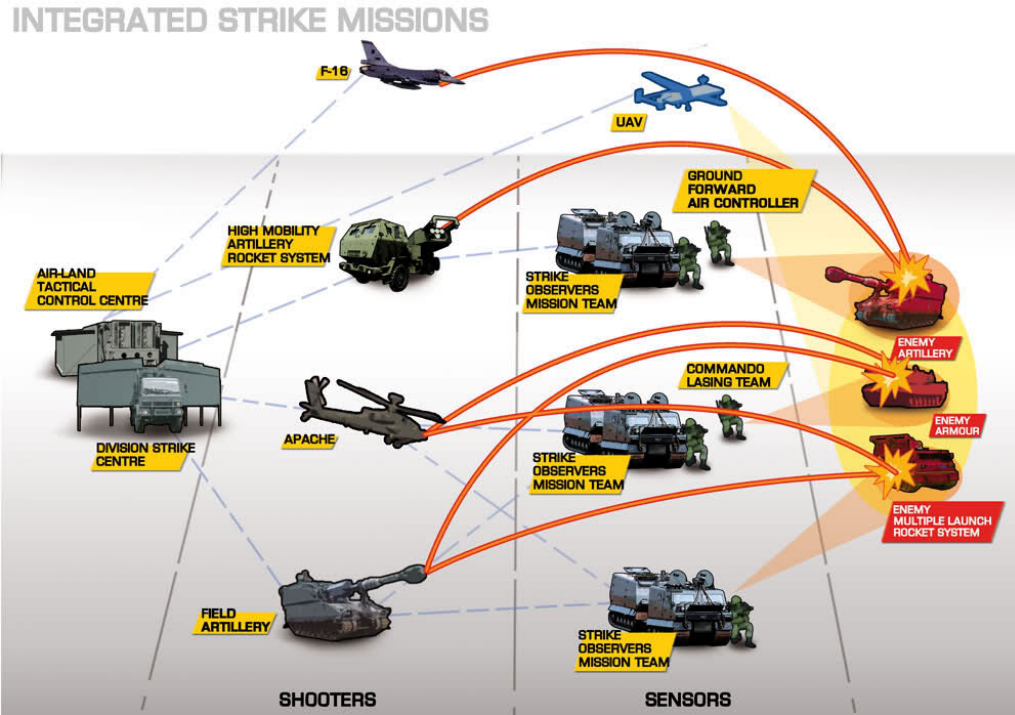 INTEGRATED STRIKE MISSIONS
F-16
UAV
GROUND
FORWARD
AIR CONTROLLER
HIGH MOBILITY
ARTILLERY
ROCKET SYSTEM
AIR-LAND
TACTICAL
CONTROL CENTRE
STRIKE
OBSERVERS
MISSION TEAM
ENEMY
ARTILLERY
COMMANDO
LASING TEAM
APACHE
DIVISION STRIKE
CENTRE
STRIKE
OBSERVERS
MISSION TEAM
ENEMY
ARMOUR
ENEMY
MULTIPLE LAUNCH
ROCKET SYSTEM
FIELD
ARTILLERY
STRIKE
OBSERVERS
MISSION TEAM
SHOOTERS
SENSORS